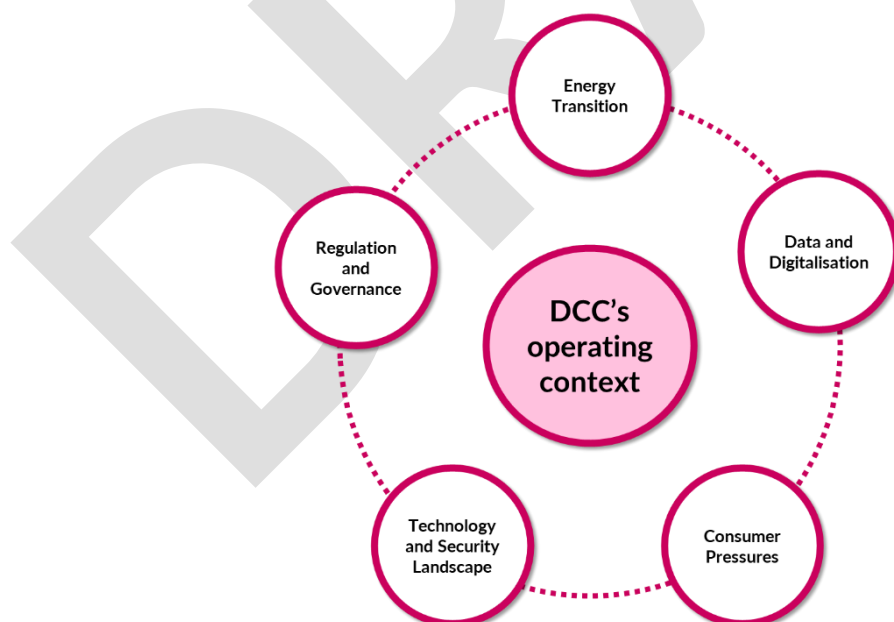 Energy
Transition
Data and
Digitalisation
Regulation
and
Governance
DCC’s
operating
context
Technology
and Security
Landscape
Consumer
Pressures